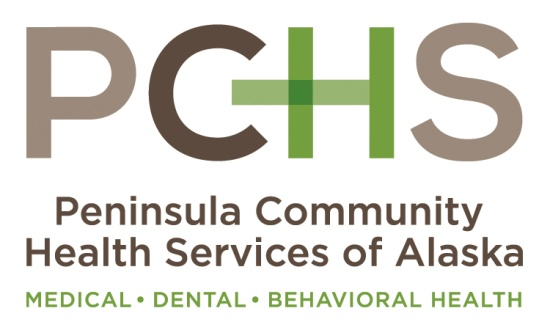 PCHS
Peninsula Community
Health Services of Alaska
MEDICAL • DENTAL • BEHAVIORAL HEALTH